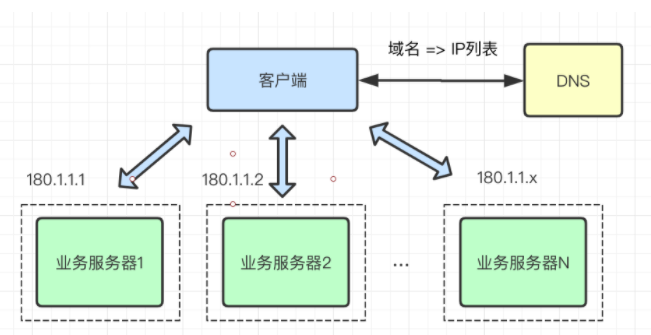 域名 => IP列表
客户端
DNS
180.1.1.1
180.1.1.2
180.1.1.x
业务服务器1
业务服务器2
...
业务服务器N